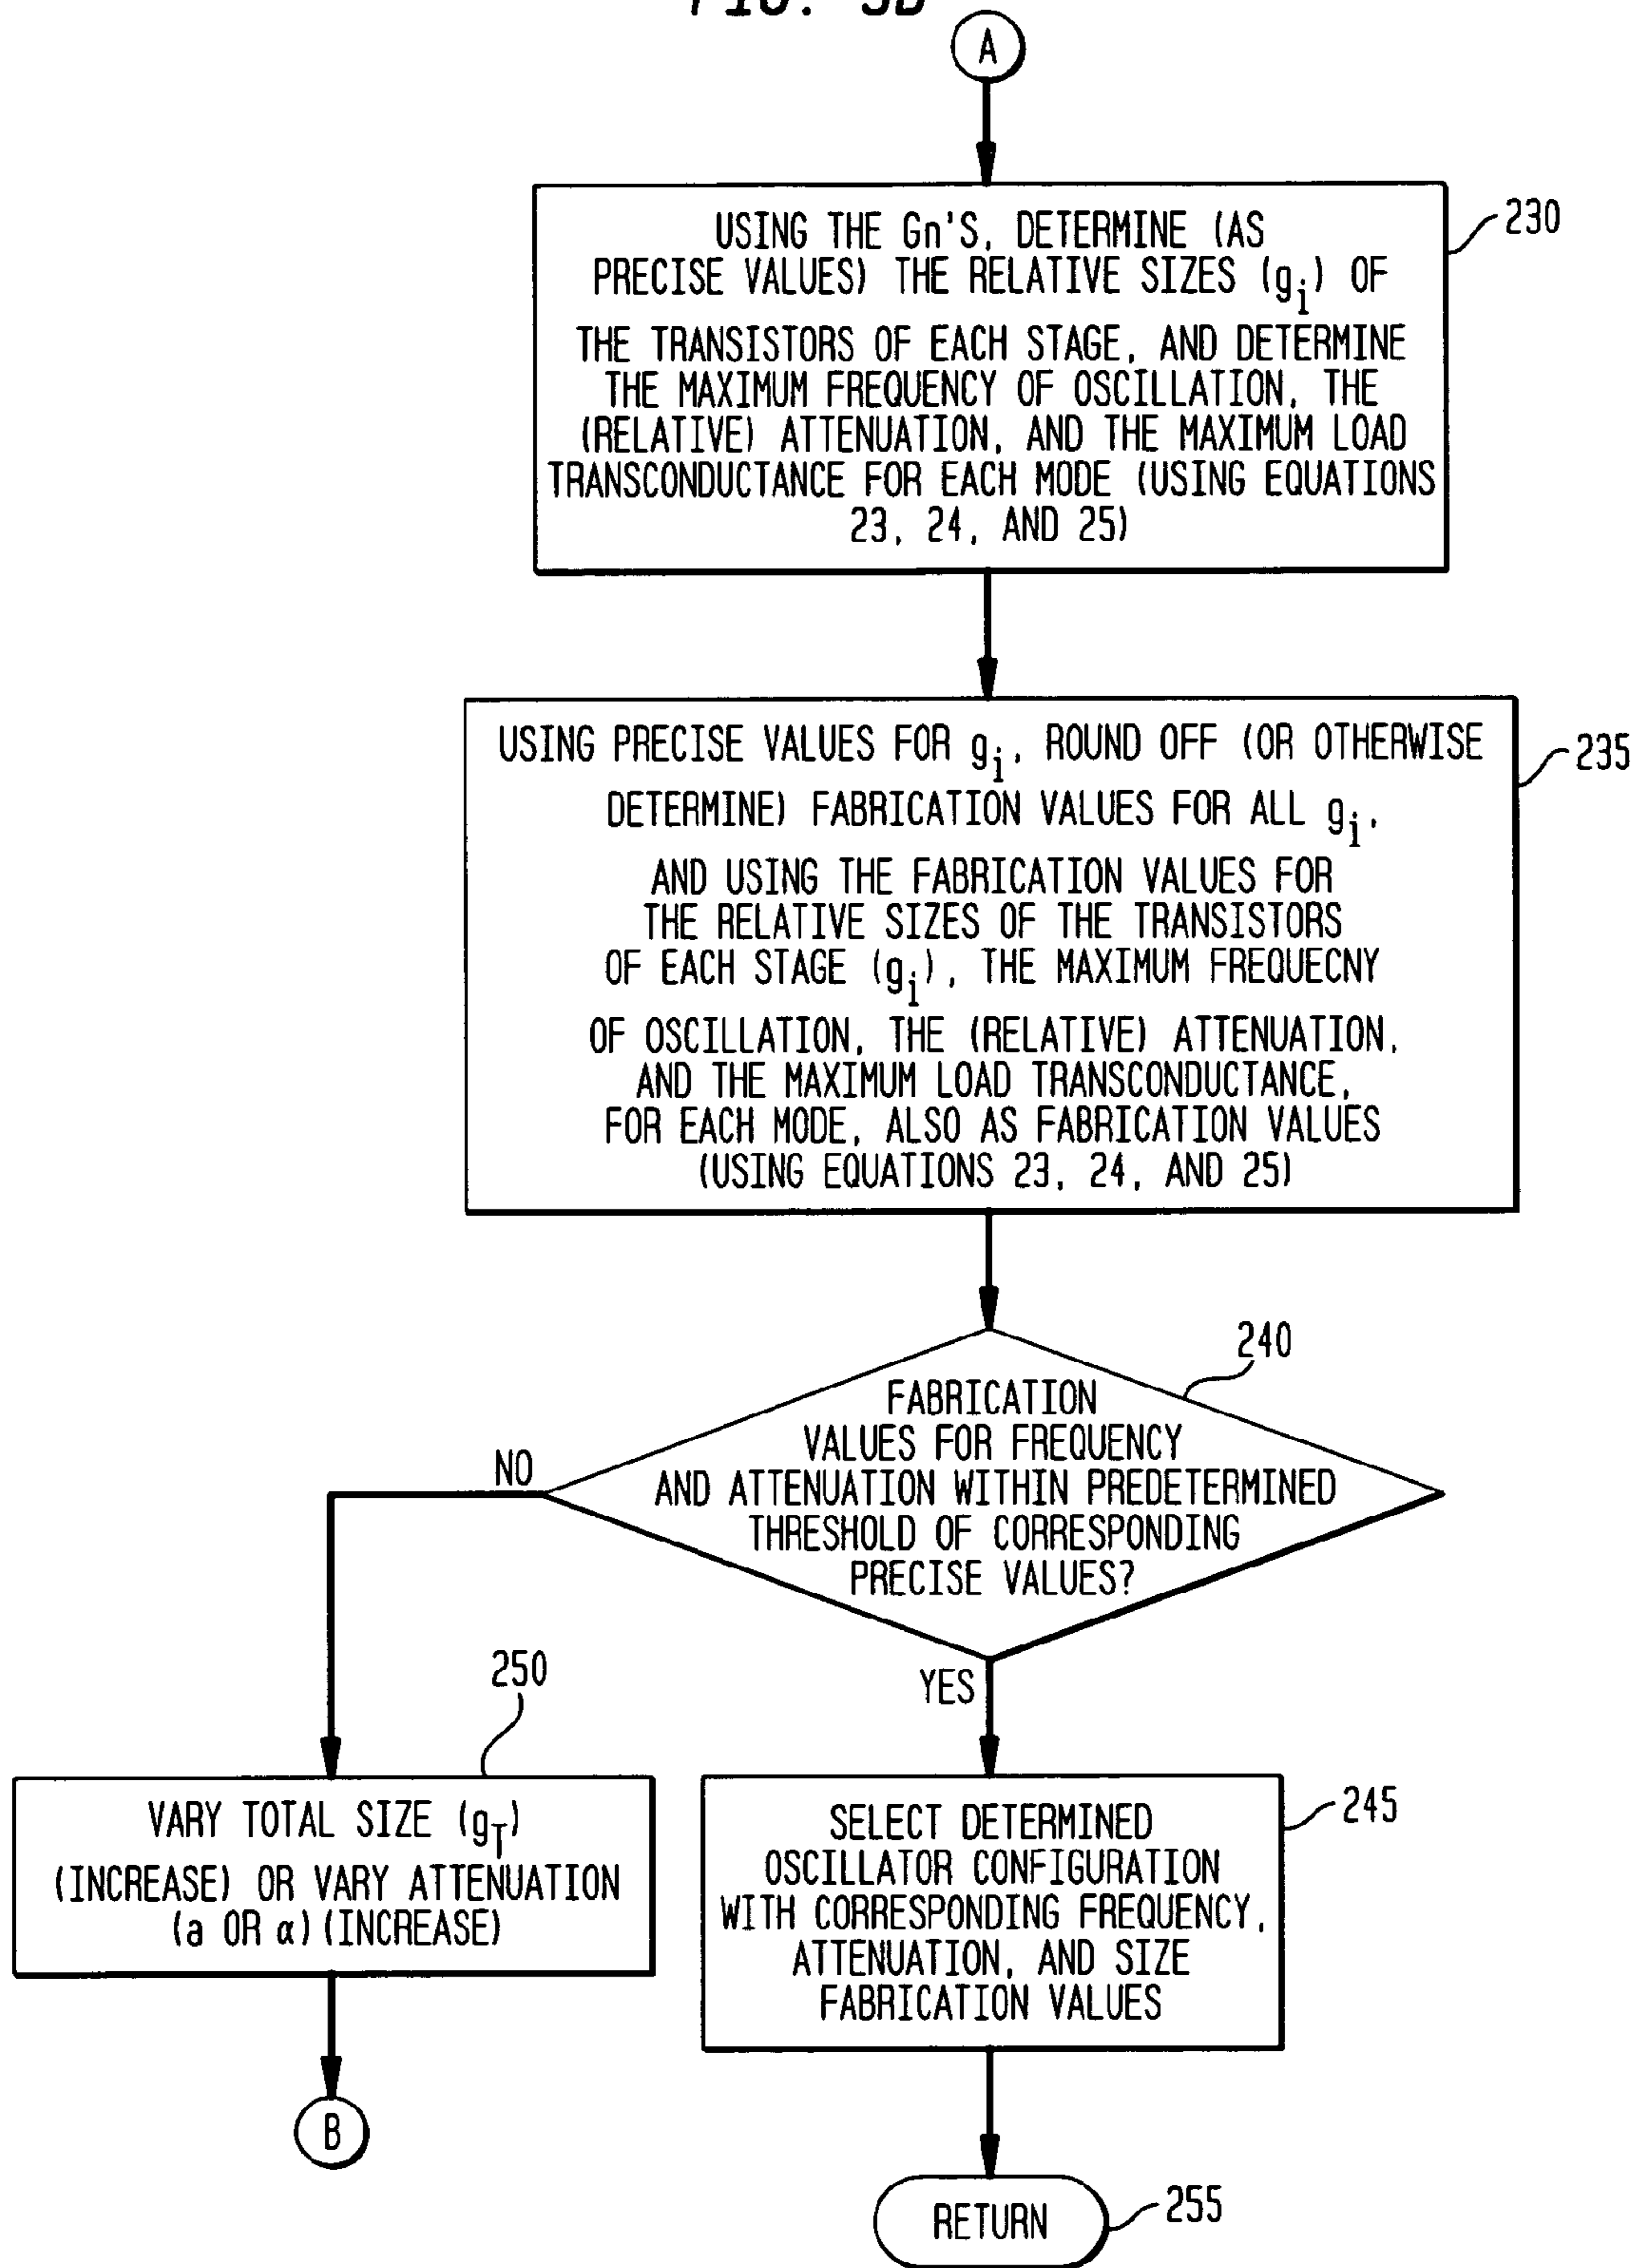 A
USING THE Gn'S, DETERMINE (AS
PRECISE VALUES) THE RELATIVE SIZES (gi) OF
THE TRANSISTORS OF EACH STAGE, AND DETERMINE
THE MAXIMUM FREQUENCY OF OSCILLATION, THE
(RELATIVE) ATTENUATION, AND THE MAXIMUM LOAD
TRANSCONDUCTANCE FOR EACH MODE (USING EQUATIONS
23, 24, AND 25)
230
USING PRECISE VALUES FOR gi, ROUND OFF (OR OTHERWISE
DETERMINE) FABRICATION VALUES FOR ALL gi,
AND USING THE FABRICATION VALUES FOR
THE RELATIVE SIZES OF THE TRANSISTORS
OF EACH STAGE (gi), THE MAXIMUM FREQUECNY
OF OSCILLATION, THE (RELATIVE) ATTENUATION,
AND THE MAXIMUM LOAD TRANSCONDUCTANCE,
FOR EACH MODE, ALSO AS FABRICATION VALUES
(USING EQUATIONS 23, 24, AND 25)
235
240
FABRICATION
VALUES FOR FREQUENCY
AND ATTENUATION WITHIN PREDETERMINED
THRESHOLD OF CORRESPONDING
PRECISE VALUES?
NO
YES
250
VARY TOTAL SIZE (gT)
(INCREASE) OR VARY ATTENUATION
(a OR α) (INCREASE)
B
SELECT DETERMINED
OSCILLATOR CONFIGURATION
WITH CORRESPONDING FREQUENCY,
ATTENUATION, AND SIZE
FABRICATION VALUES
245
RETURN
255